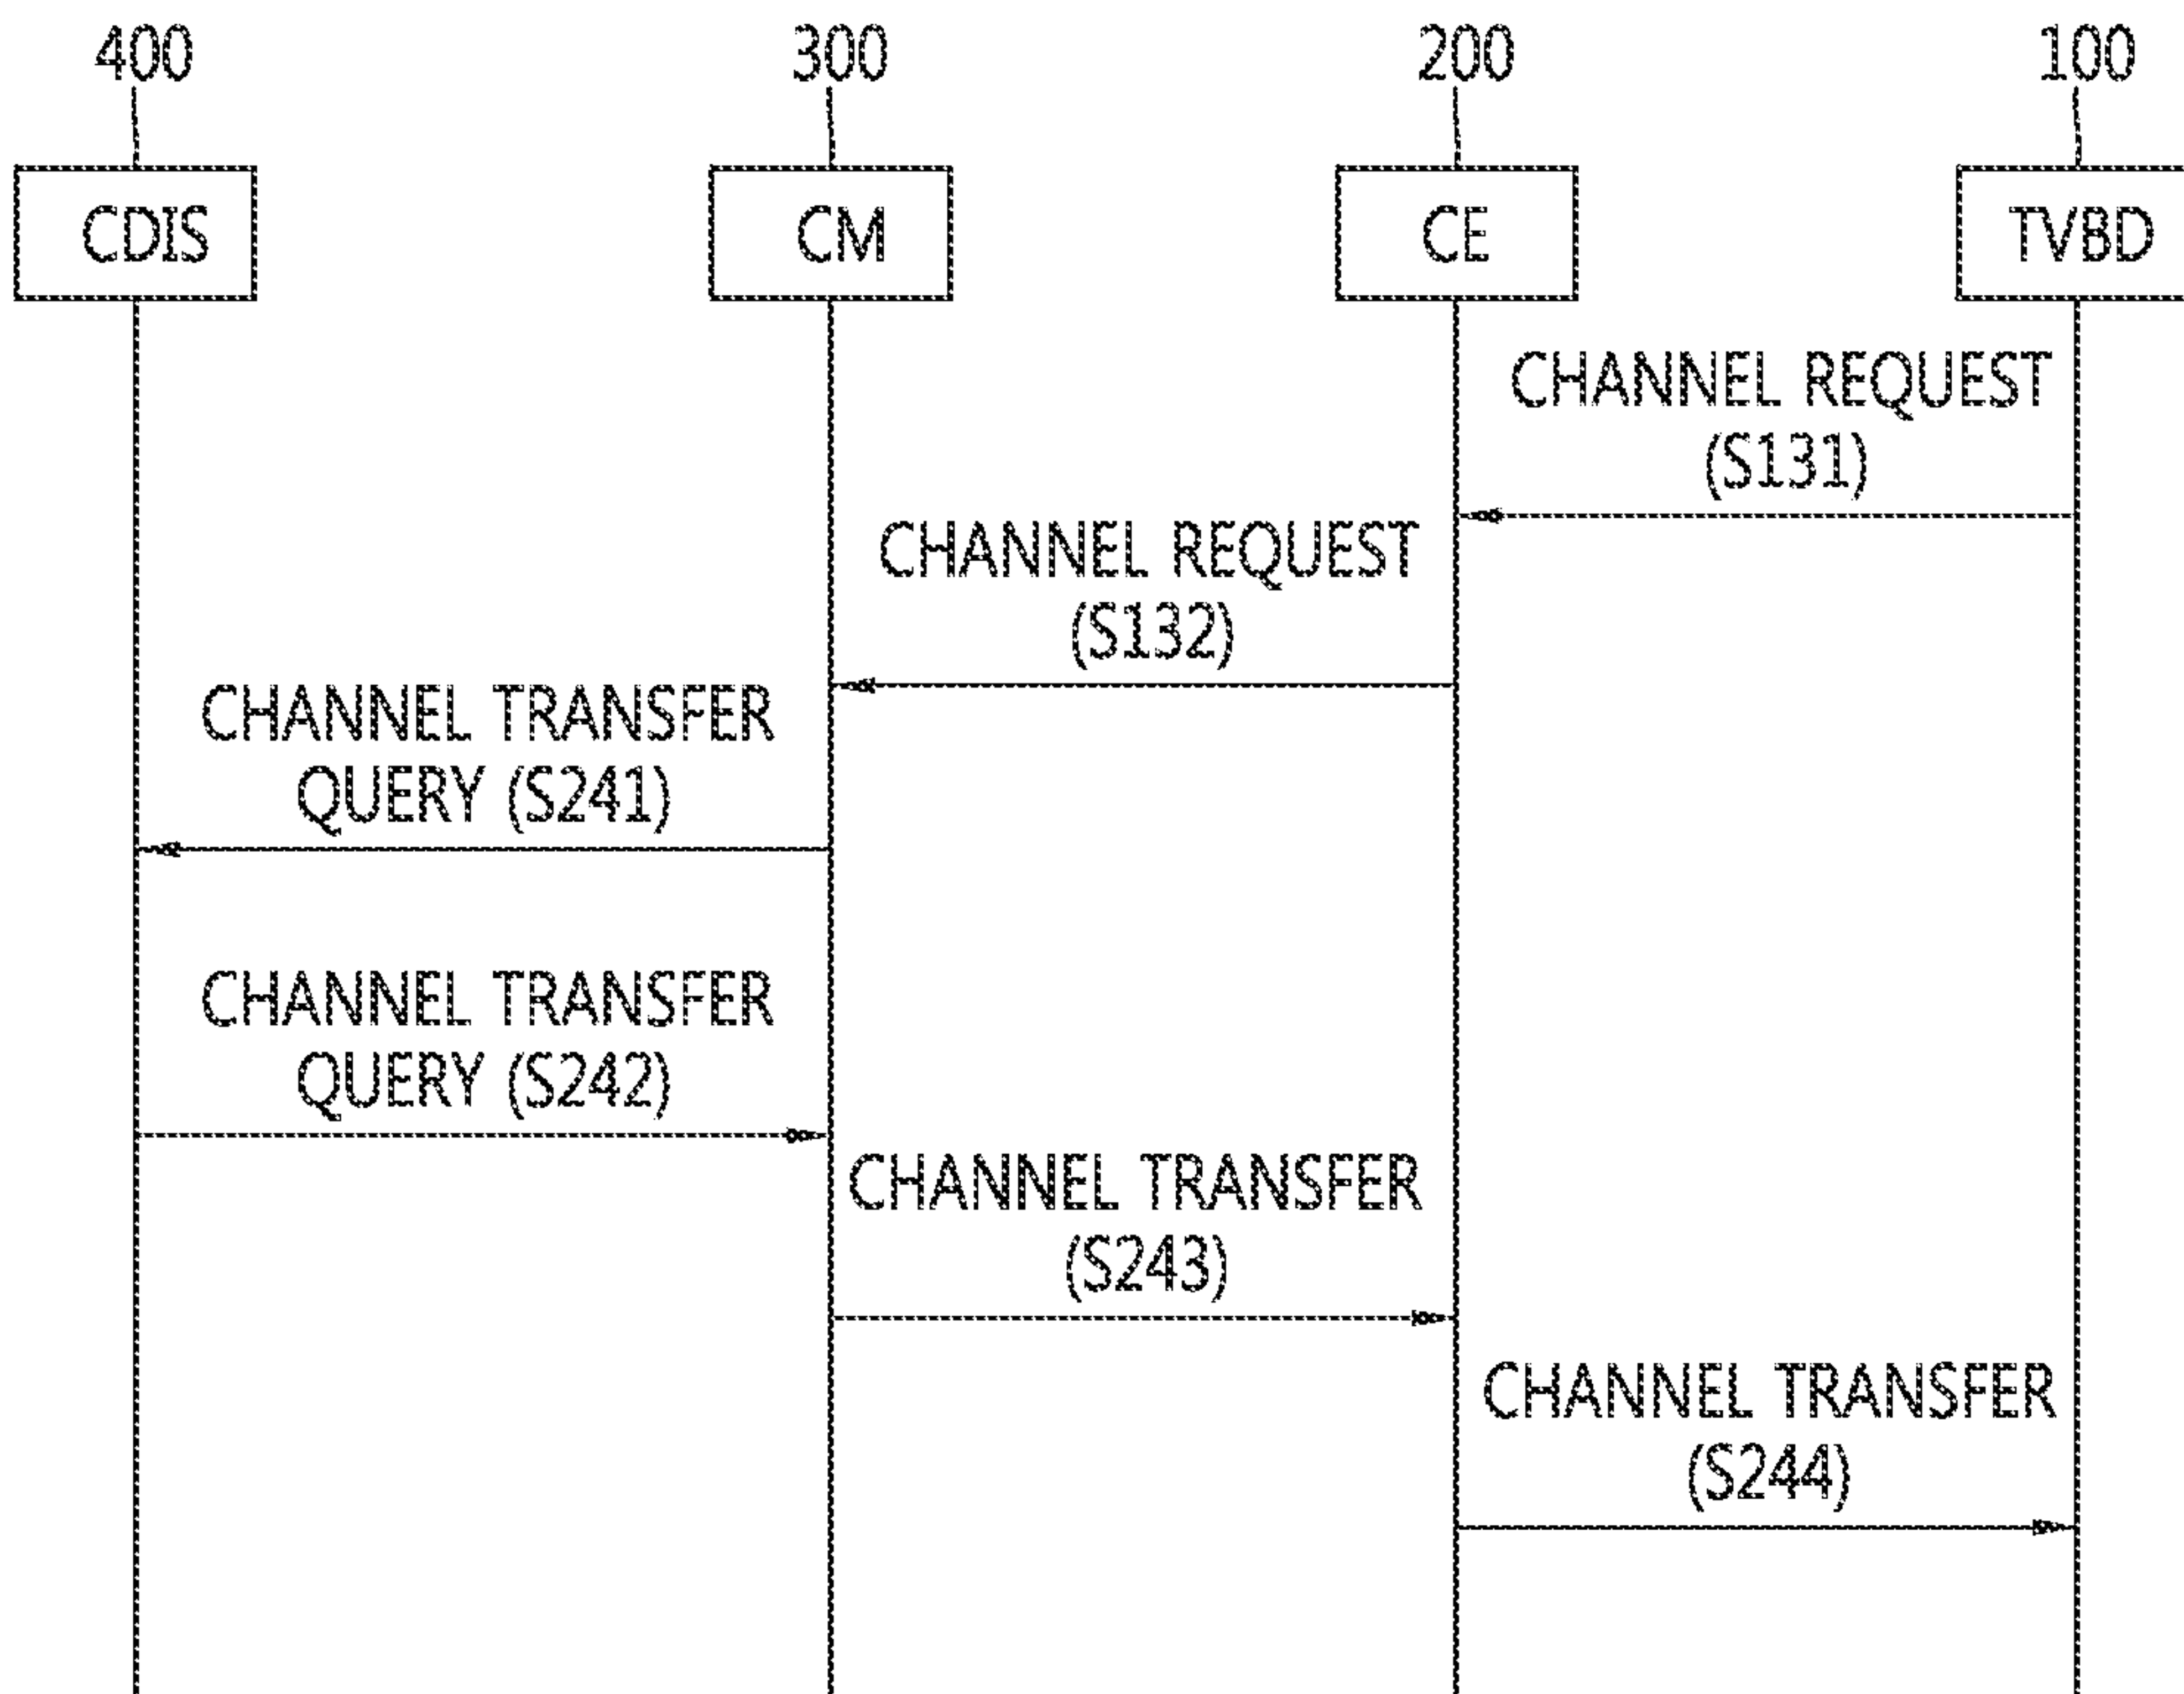 400 300 200 100
CDIS CM CE TVBD
CHANNEL REQUEST
(S131)
CHANNEL REQUEST
(S132)
CHANNEL TRANSFER
QUERY (S241)
CHANNEL TRANSFER
QUERY (S242)
CHANNEL TRANSFER
(S243)
CHANNEL TRANSFER
(S244)